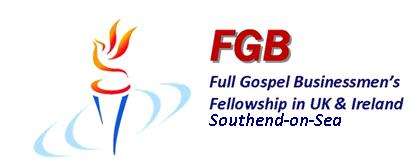 FGB
Full Gospel Businessmen's
Fellowship in UK & Ireland
Southend-on-Sea